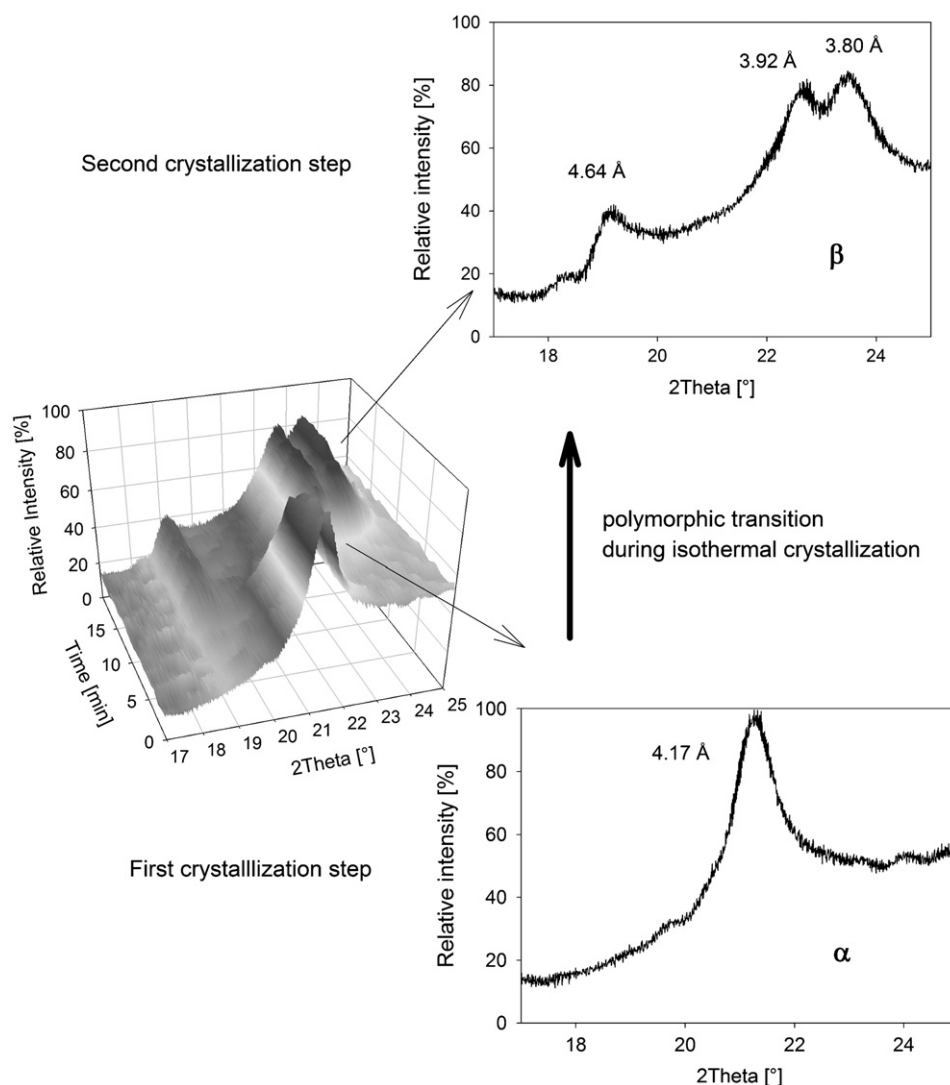 3.92 Å
3.80 Å
4.64 Å
Second crystallization step
β
Relative intensity [%]
100
80
60
40
20
0
18
20
22
24
2Theta [°]
Relative Intensity [%]
100
80
60
40
20
0
Time [min]
15
10
5
0
17
18
19
20
21
22
23
24
25
2Theta [°]
polymorphic transition
during isothermal crystallization
First crystalllization step
4.17 Å
α
Relative intensity [%]
100
80
60
40
20
0
18
20
22
24
2Theta [°]